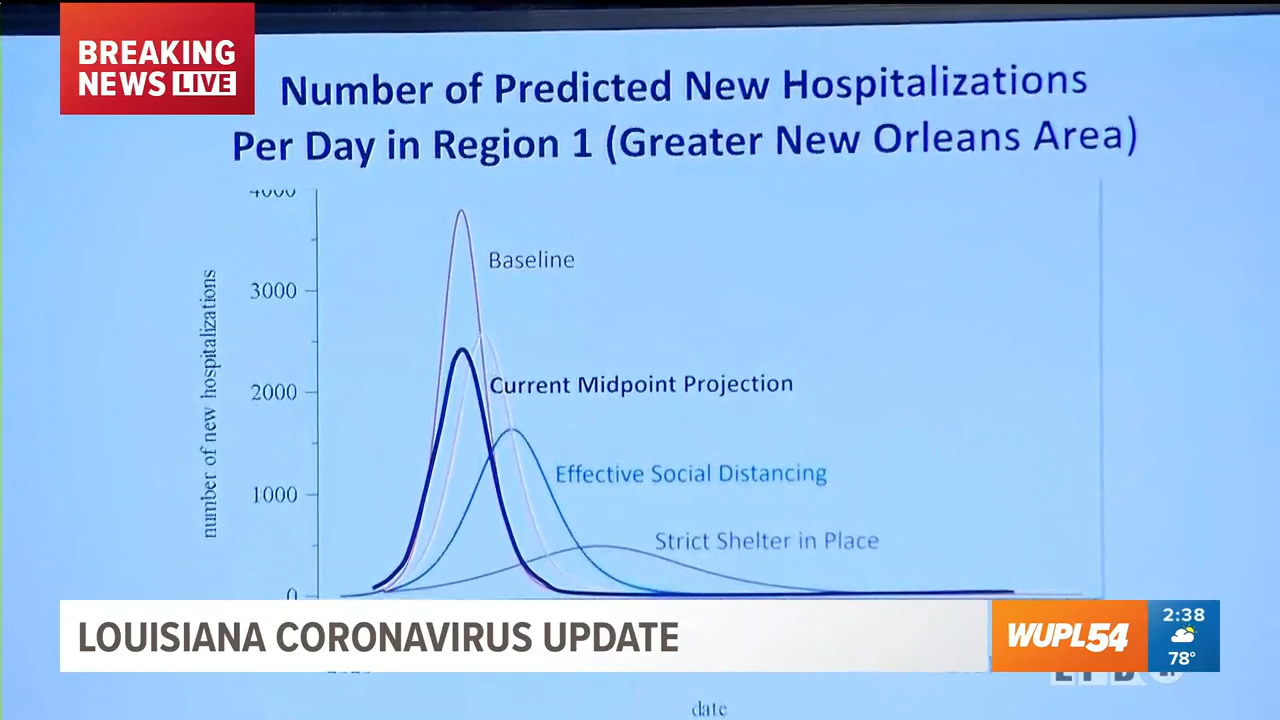 BREAKING
NEWS LIVE
Number of Predicted New Hospitalizations
Per Day in Region 1 (Greater New Orleans Area)
4000
Baseline
3000
number of new hospitalizations
Current Midpoint Projection
2000
Effective Social Distancing
1000
Strict Shelter in Place
0
LOUISIANA CORONAVIRUS UPDATE
WUPL54
2:38
78°
date